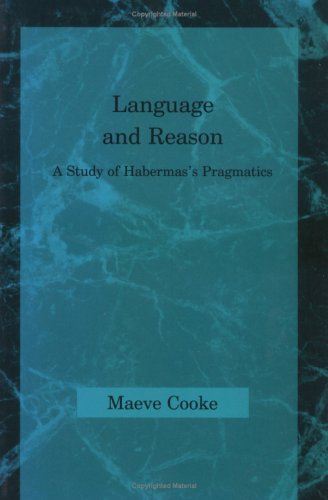 Copyrighted Material
Language
and Reason
A Study of Habermas's Pragmatics
Maeve Cooke
Copyrighted Material